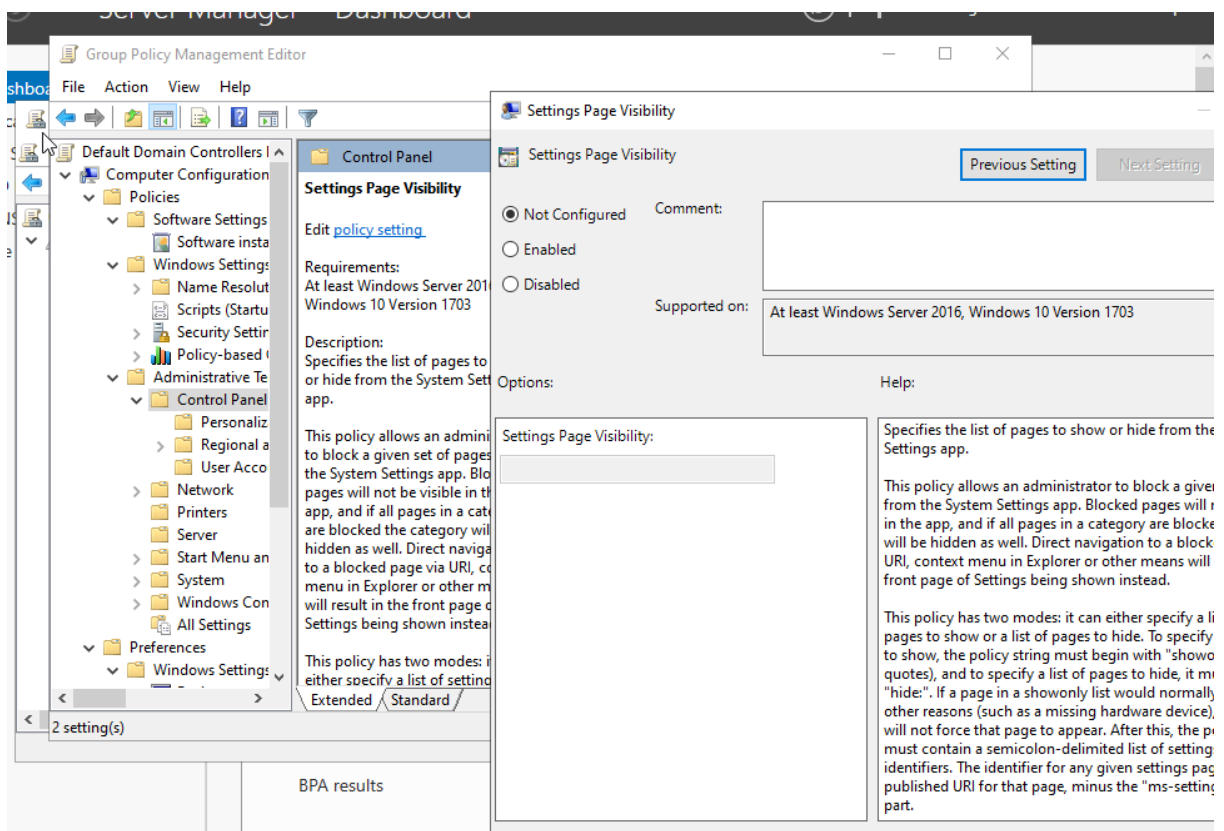 Server Manager Dashboard
Group Policy Management Editor
File Action View Help
Default Domain Controllers
Computer Configuration
Policies
Software Settings
Software insta
Windows Settings
Name Resolut
Scripts (Startu
Security Settin
Policy-based
Administrative Te
Control Panel
Personaliz
Regional a
User Acco
Network
Printers
Server
Start Menu an
System
Windows Con
All Settings
Preferences
Windows Settings
Control Panel
Settings Page Visibility
Edit policy setting
Requirements:
At least Windows Server 201
Windows 10 Version 1703
Description:
Specifies the list of pages to
or hide from the System Sett
app.
This policy allows an admini
to block a given set of pages
the System Settings app. Blo
pages will not be visible in th
app, and if all pages in a cate
are blocked the category wil
hidden as well. Direct naviga
to a blocked page via URI, co
menu in Explorer or other m
will result in the front page o
Settings being shown instea
This policy has two modes: i
either specify a list of setting
Extended Standard
2 setting(s)
BPA results
Settings Page Visibility
Settings Page Visibility
Previous Setting Next Setting
Not Configured
Enabled
Disabled
Comment:
Supported on:
At least Windows Server 2016, Windows 10 Version 1703
Options:
Help:
Settings Page Visibility:
Specifies the list of pages to show or hide from the
Settings app.
This policy allows an administrator to block a given
from the System Settings app. Blocked pages will n
in the app, and if all pages in a category are blocke
will be hidden as well. Direct navigation to a block
URI, context menu in Explorer or other means will
front page of Settings being shown instead.
This policy has two modes: it can either specify a li
pages to show or a list of pages to hide. To specify
to show, the policy string must begin with "showo
quotes), and to specify a list of pages to hide, it mu
"hide:". If a page in a showonly list would normally
other reasons (such as a missing hardware device),
will not force that page to appear. After this, the po
must contain a semicolon-delimited list of settings
identifiers. The identifier for any given settings pag
published URI for that page, minus the "ms-setting
part.